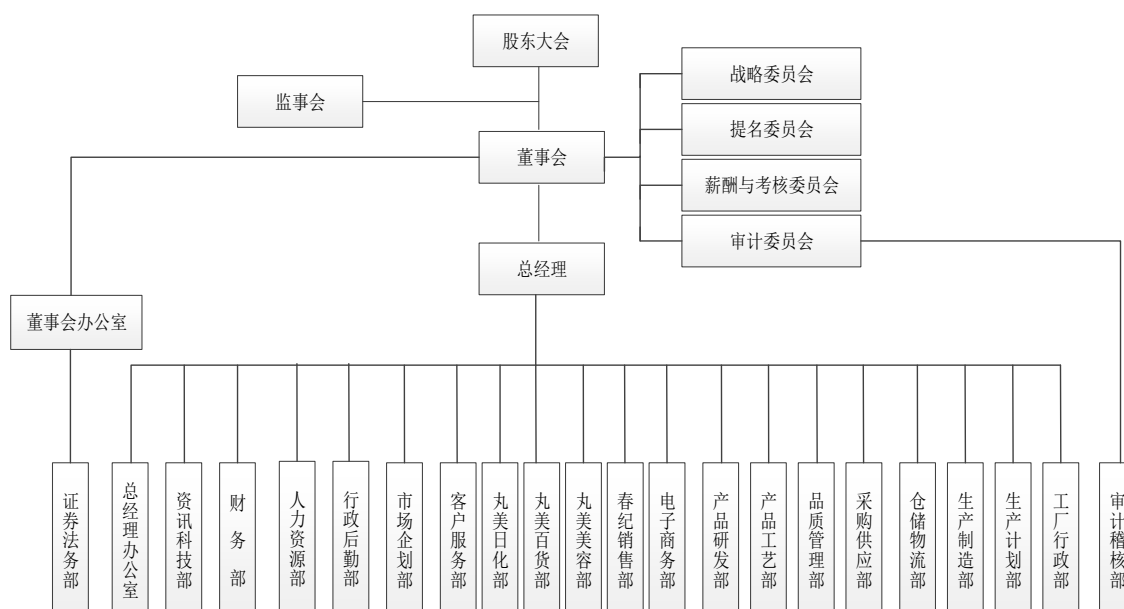 股东大会
战略委员会
监事会
提名委员会
董事会
薪酬与考核委员会
审计委员会
总经理
董事会办公室
证券法务部
总经理办公室
资讯科技部
财务部
人力资源部
行政后勤部
市场企划部
客户服务部
丸美日化部
丸美百货部
丸美美容部
春纪销售部
电子商务部
产品研发部
产品工艺部
品质管理部
采购供应部
仓储物流部
生产制造部
生产计划部
工厂行政部
审计稽核部